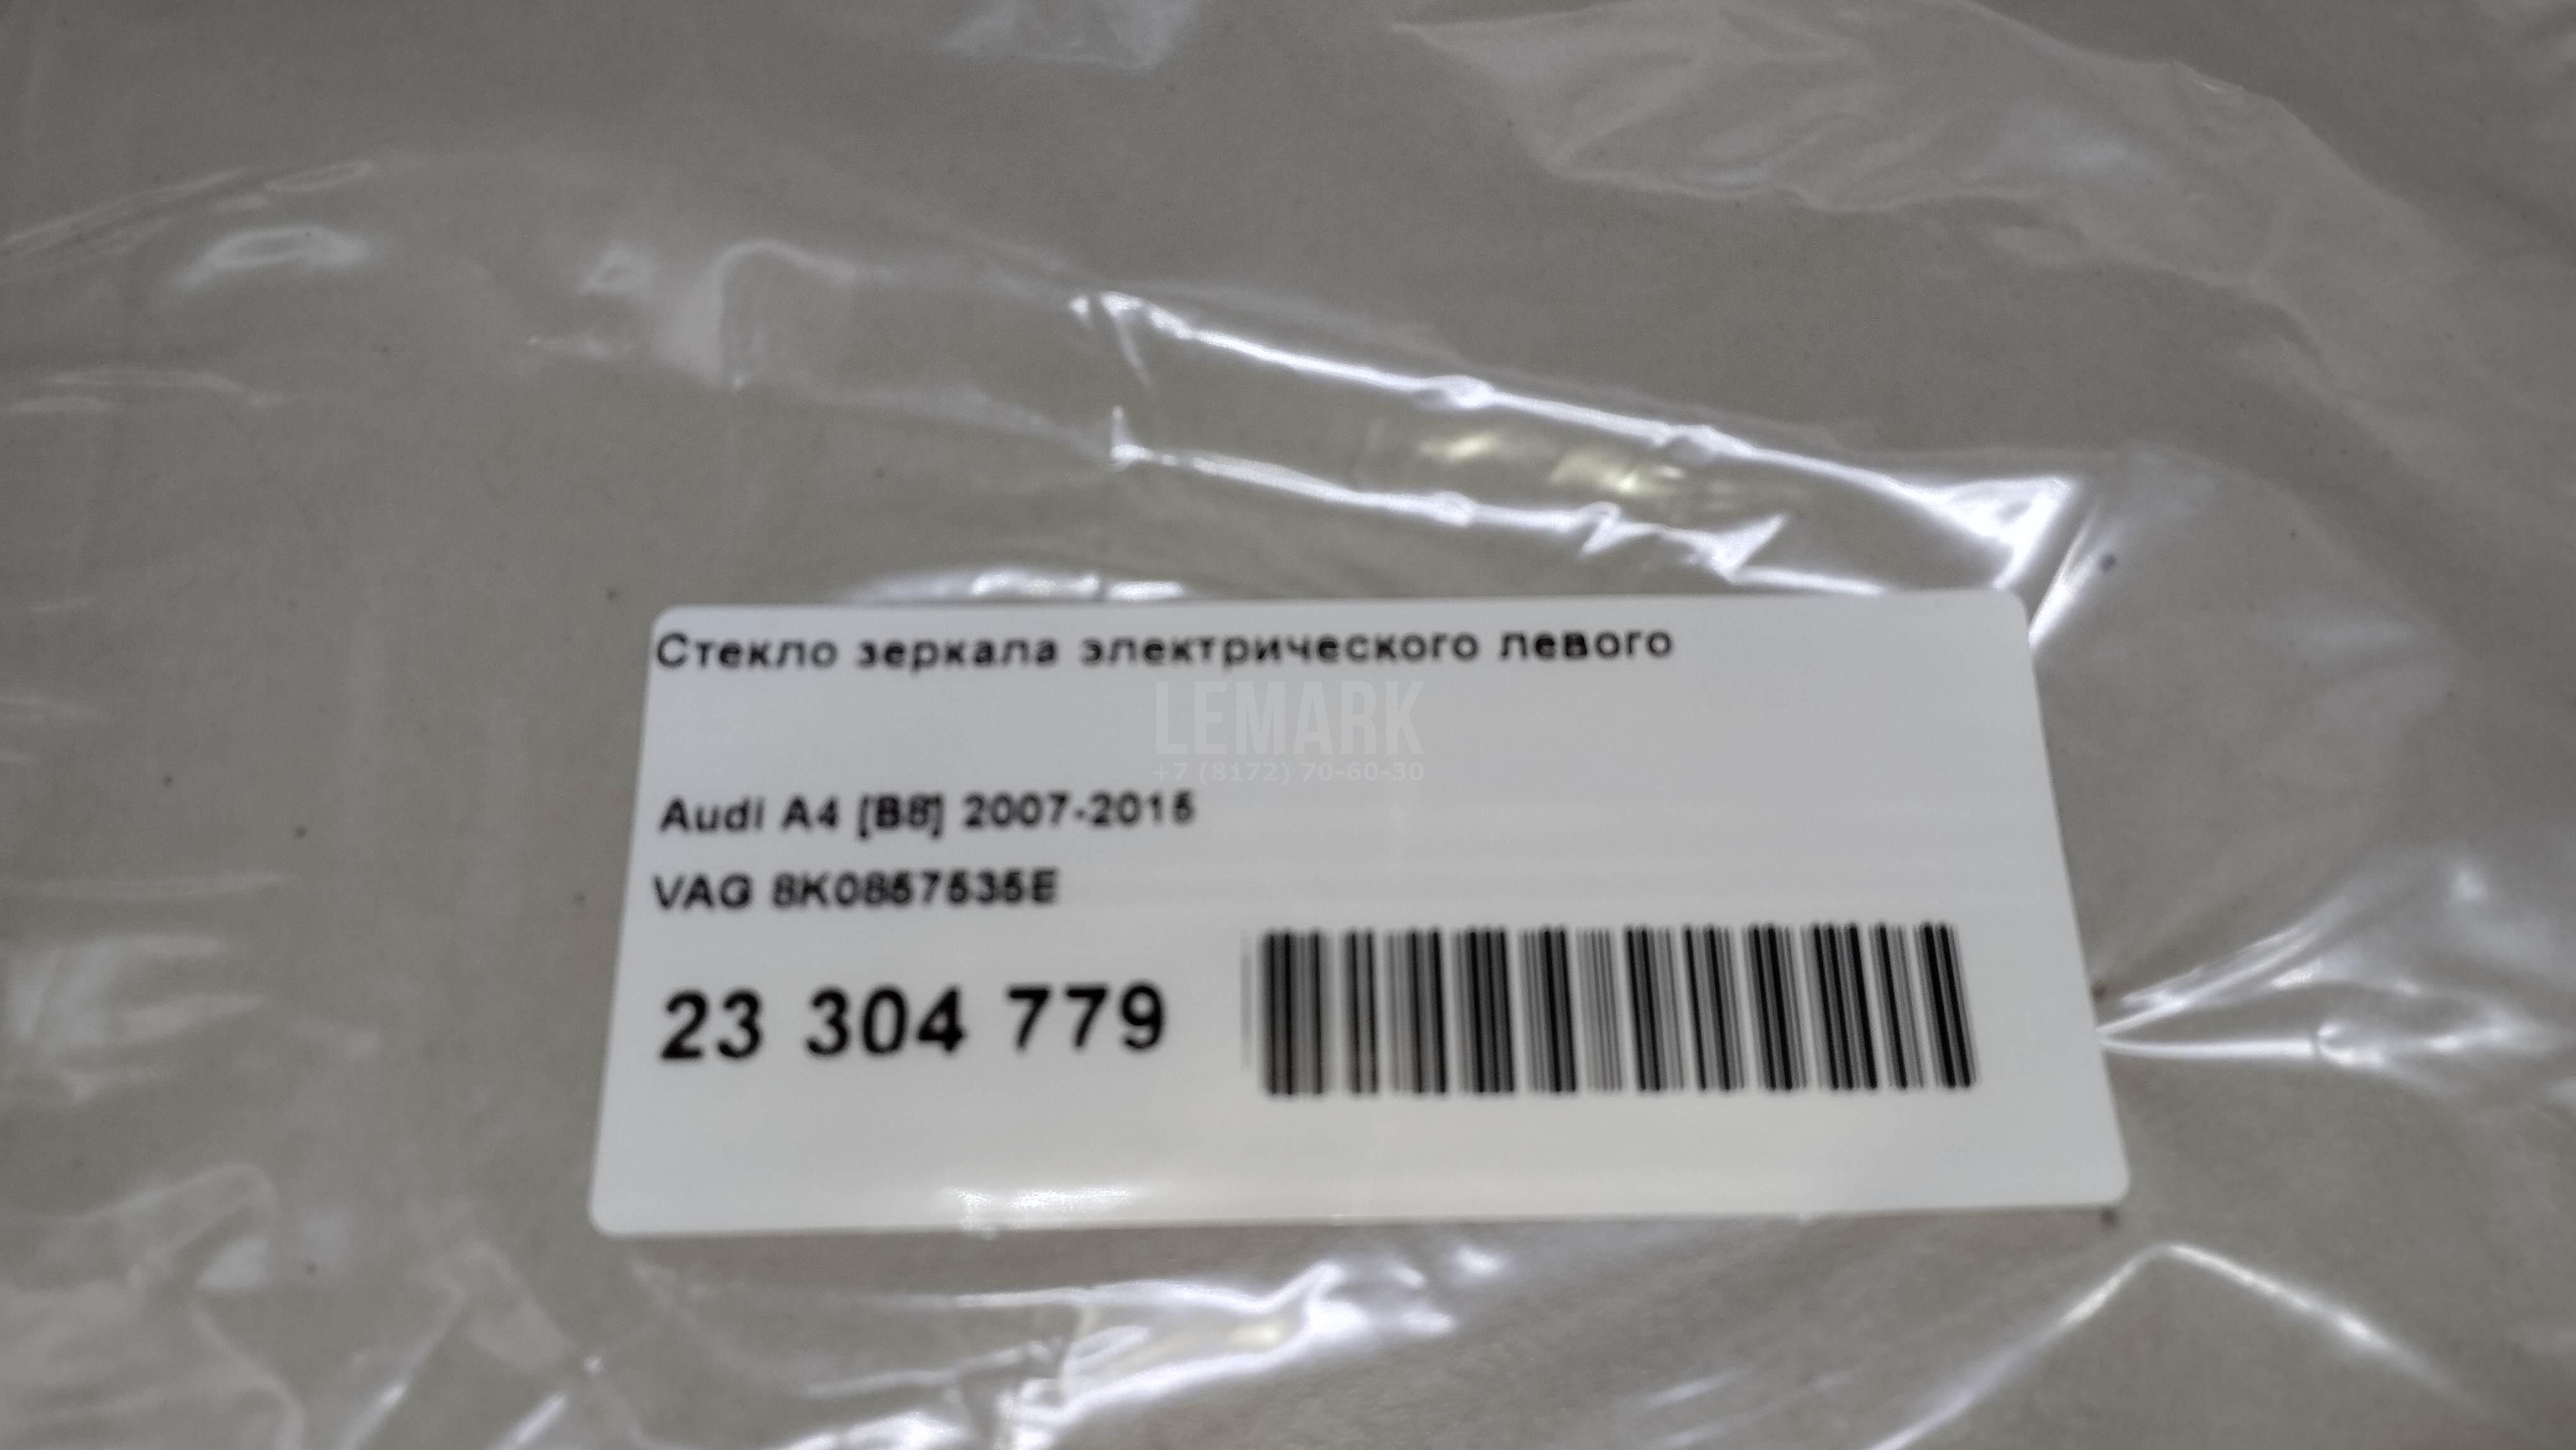 Стекло зеркала электрического левого
LEMARK
+7 (8172) 70-60-30
Audi A4 [B8] 2007-2015
VAG 8K0857535E
23 304 779